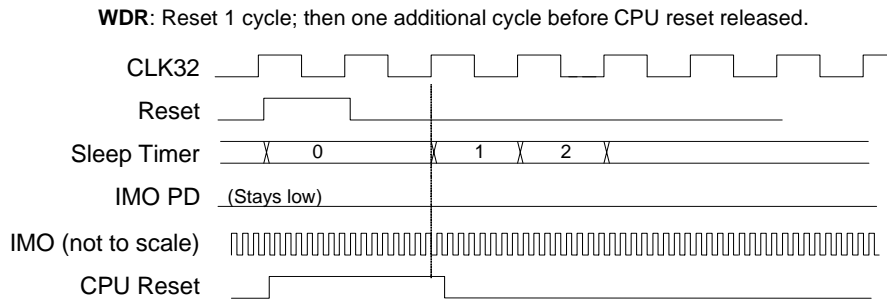 WDR: Reset 1 cycle; then one additional cycle before CPU reset released.
CLK32
Reset
Sleep Timer 0 1 2
IMO PD (Stays low)
IMO (not to scale)
CPU Reset